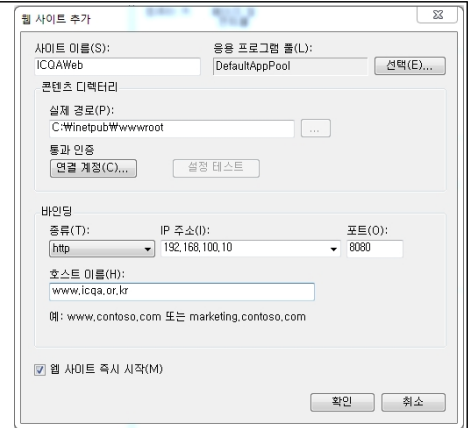 웹 사이트 추가
사이트 이름(S): 응용 프로그램 풀(L):
ICQAWeb DefaultAppPool 선택(E)...
콘텐츠 디렉터리
실제 경로(P):
C:₩inetpub₩wwwroot ...
통과 인증
연결 계정(C)... 설정 테스트
바인딩
종류(T): IP 주소(I): 포트(O):
http 192,168,100,10 8080
호스트 이름(H):
www,icqa,or,kr
예: www,contoso,com 또는 marketing,contoso,com
웹 사이트 즉시 시작(M)
확인 취소